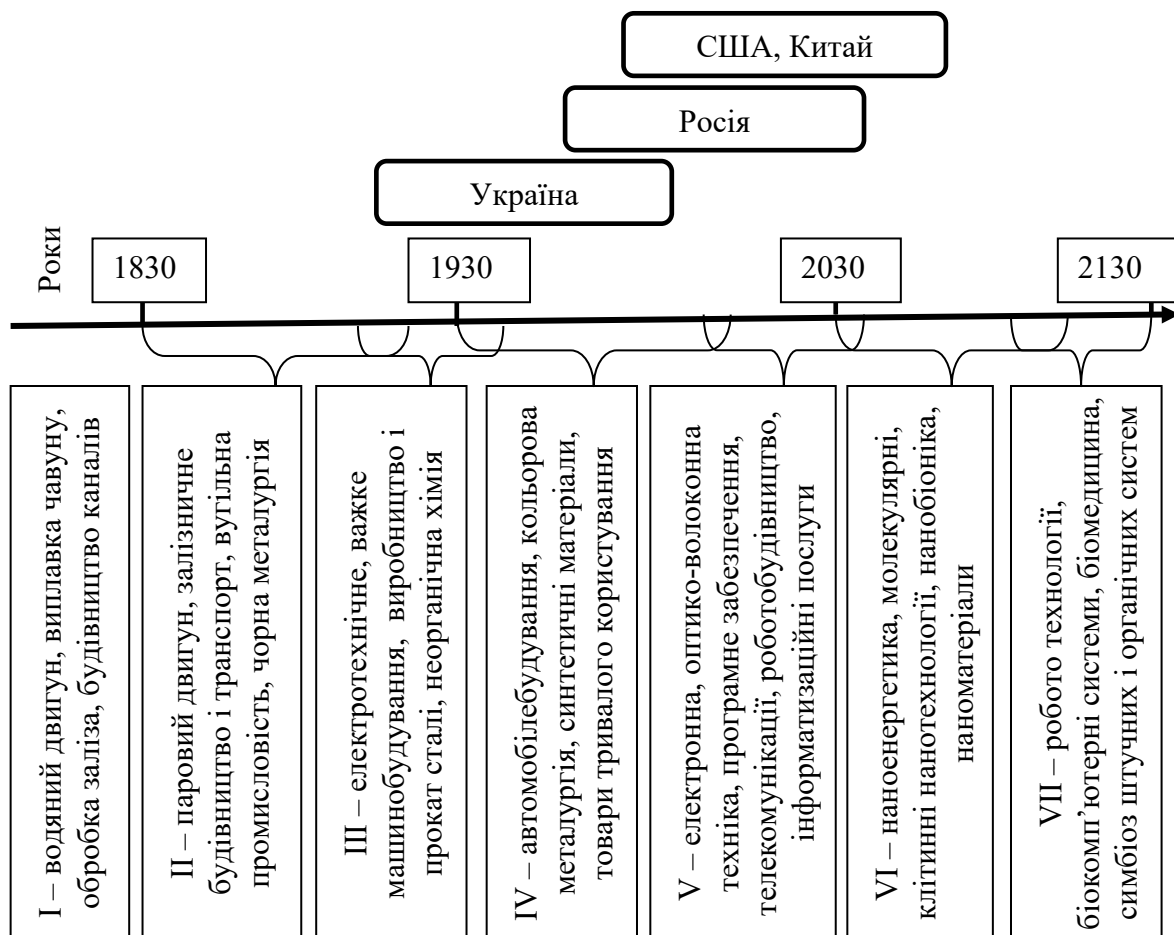 США, Китай
Росія
Україна
Роки
1830
1930
2030
2130
І – водяний двигун, виплавка чавуну,
обробка заліза, будівництво каналів
ІІ – паровий двигун, залізничне
будівництво і транспорт, вугільна
промисловість, чорна металургія
ІІІ – електротехнічне, важке
машинобудування, виробництво і
прокат сталі, неорганічна хімія
IV – автомобілебудування, кольорова
металургія, синтетичні матеріали,
товари тривалого користування
V – електронна, оптико-волоконна
техніка, програмне забезпечення,
телекомунікації, роботобудівництво,
інформатизаційні послуги
VI – наноенергетика, молекулярні,
клітинні нанотехнології, нанобіоніка,
наноматеріали
VII – робото технології,
біокомп’ютерні системи, біомедицина,
симбіоз штучних і органічних систем